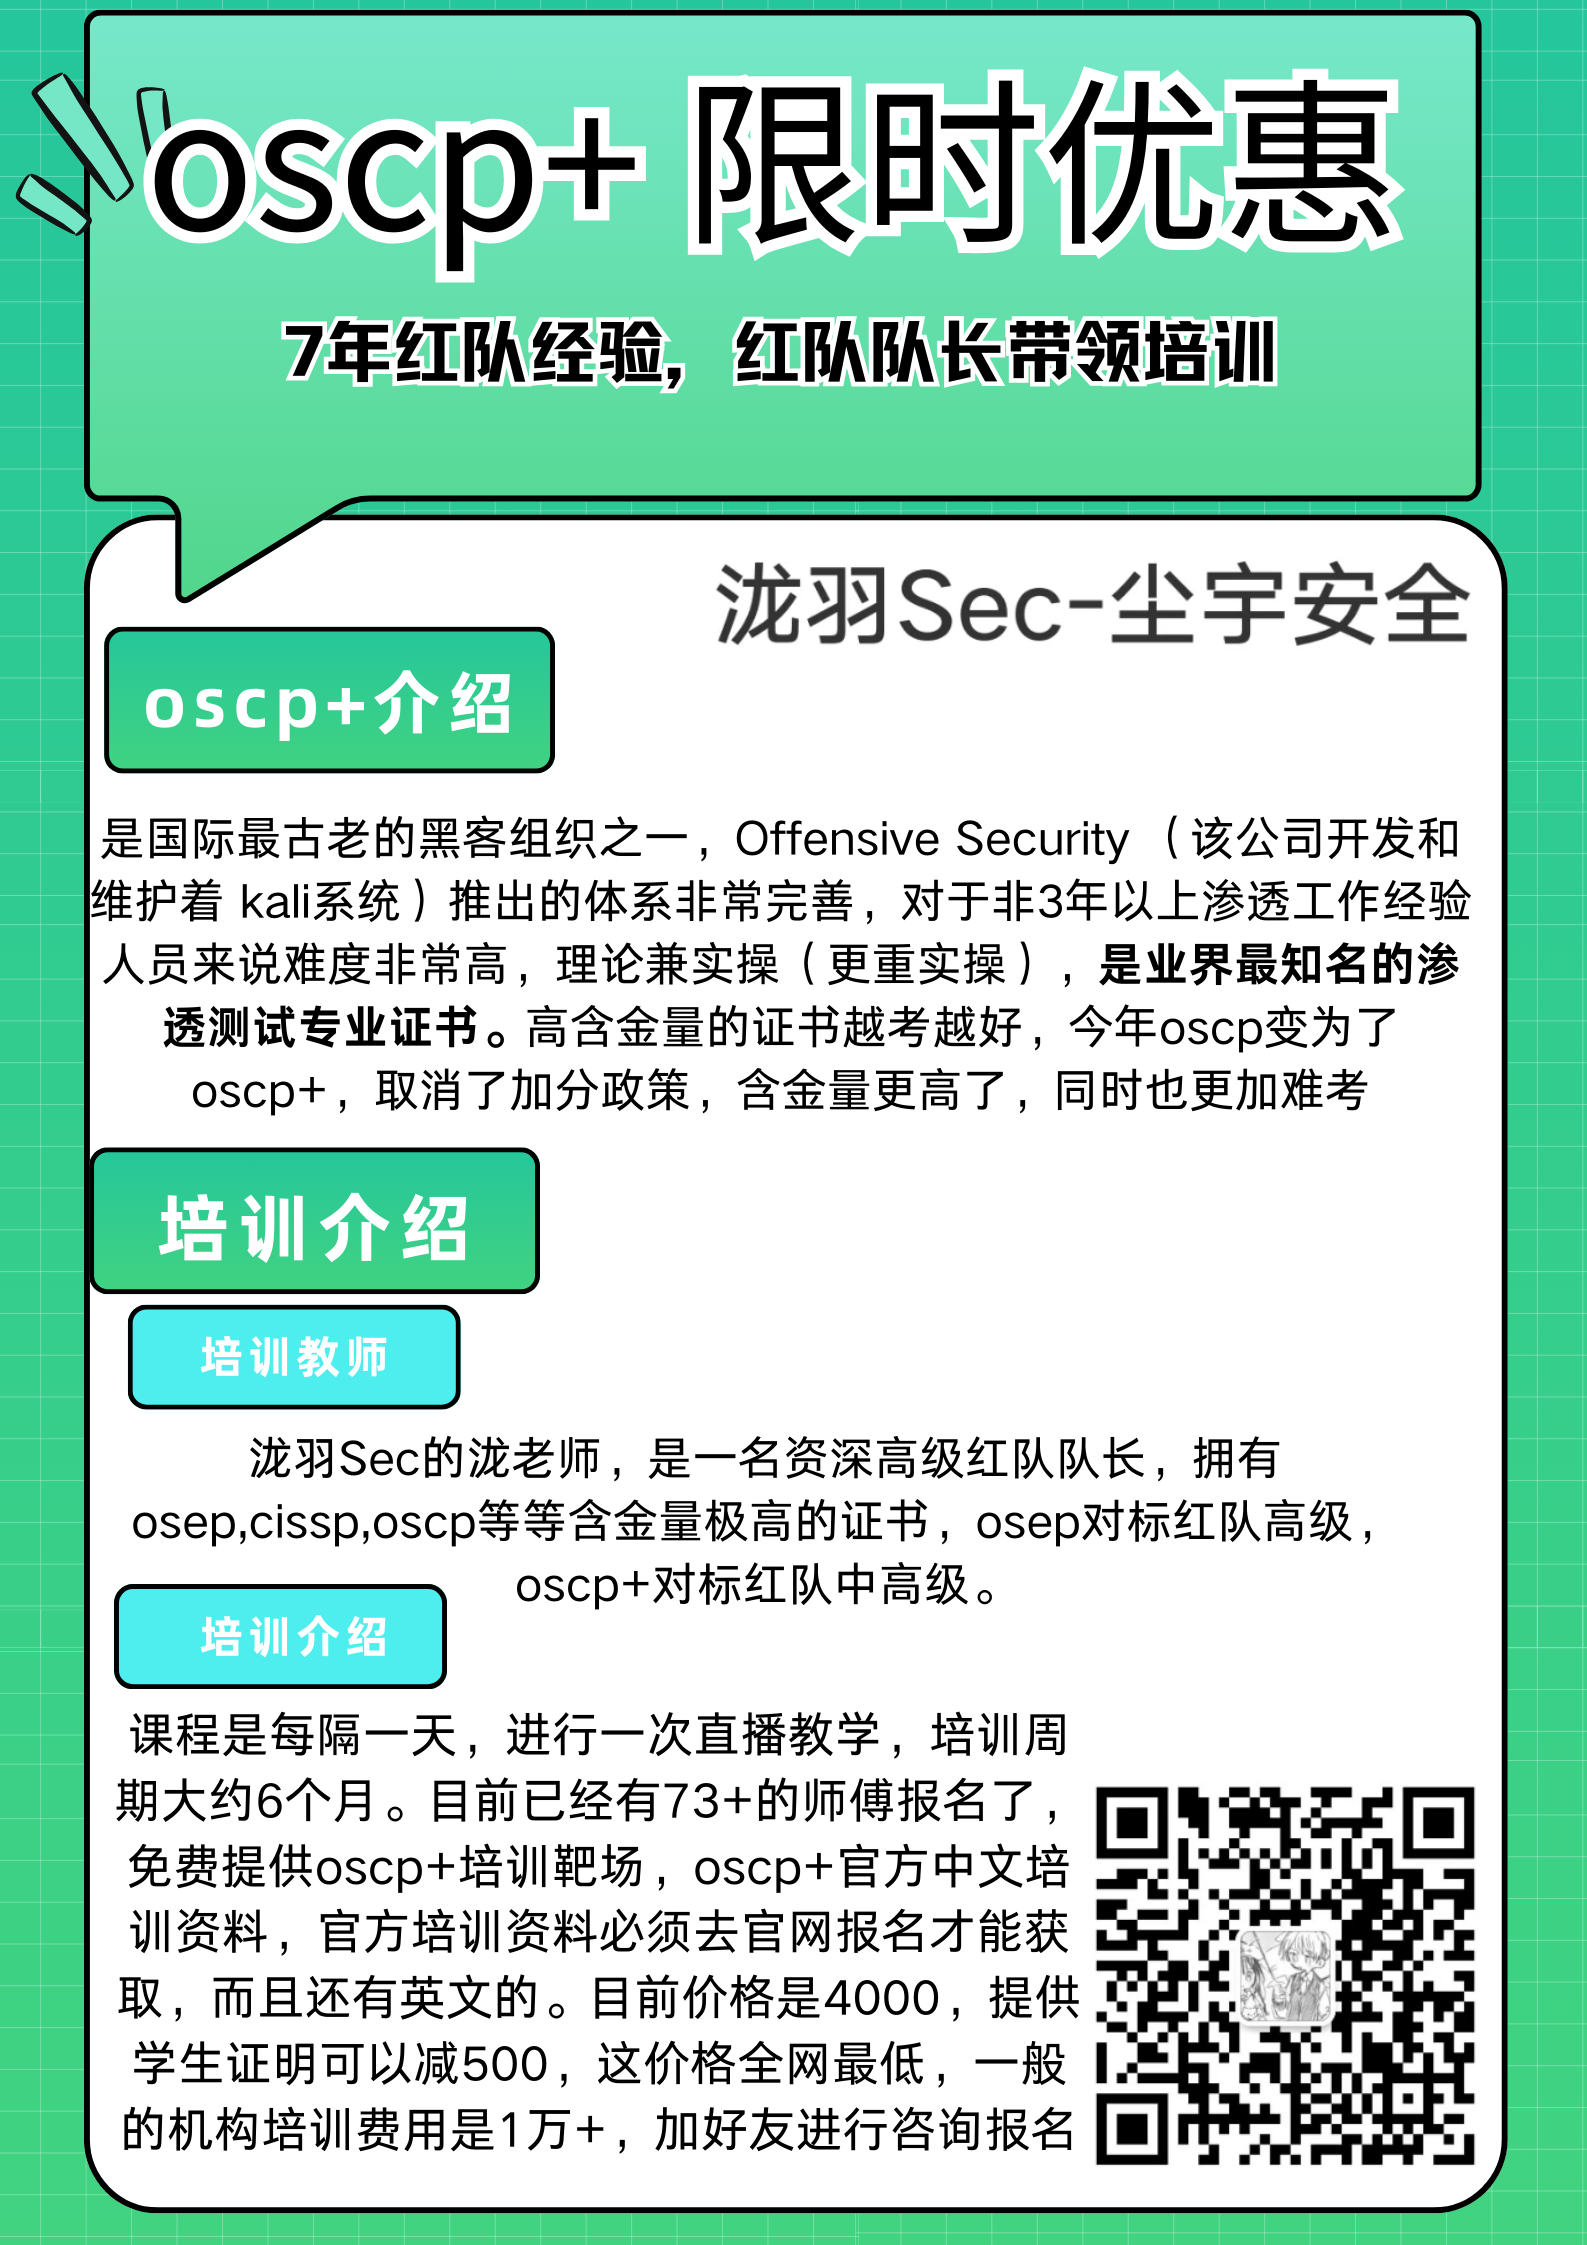 oscp+ 限时优惠
7年红队经验，红队队长带领培训
泷羽Sec-尘宇安全
oscp+介绍
是国际最古老的黑客组织之一，Offensive Security （该公司开发和
维护着 kali系统）推出的体系非常完善，对于非3年以上渗透工作经验
人员来说难度非常高，理论兼实操（更重实操），是业界最知名的渗
透测试专业证书。高含金量的证书越考越好，今年oscp变为了
oscp+，取消了加分政策，含金量更高了，同时也更加难考
培训介绍
培训教师
泷羽Sec的泷老师，是一名资深高级红队队长，拥有
osep,cissp,oscp等等含金量极高的证书，osep对标红队高级，
oscp+对标红队中高级。
培训介绍
课程是每隔一天，进行一次直播教学，培训周
期大约6个月。目前已经有73+的师傅报名了，
免费提供oscp+培训靶场，oscp+官方中文培
训资料，官方培训资料必须去官网报名才能获
取，而且还有英文的。目前价格是4000，提供
学生证明可以减500，这价格全网最低，一般
的机构培训费用是1万+，加好友进行咨询报名